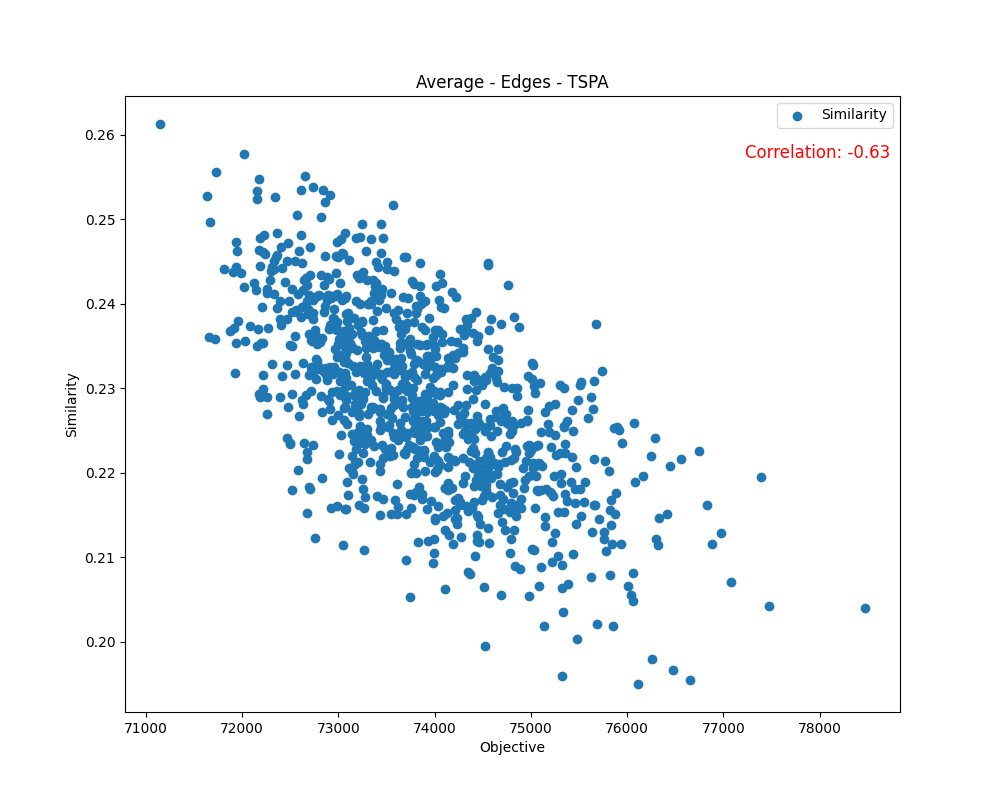 Average - Edges - TSPA
Similarity
Correlation: -0.63
0.26
0.25
0.24
0.23
0.22
0.21
0.20
Similarity
71000 72000 73000 74000 75000 76000 77000 78000
Objective